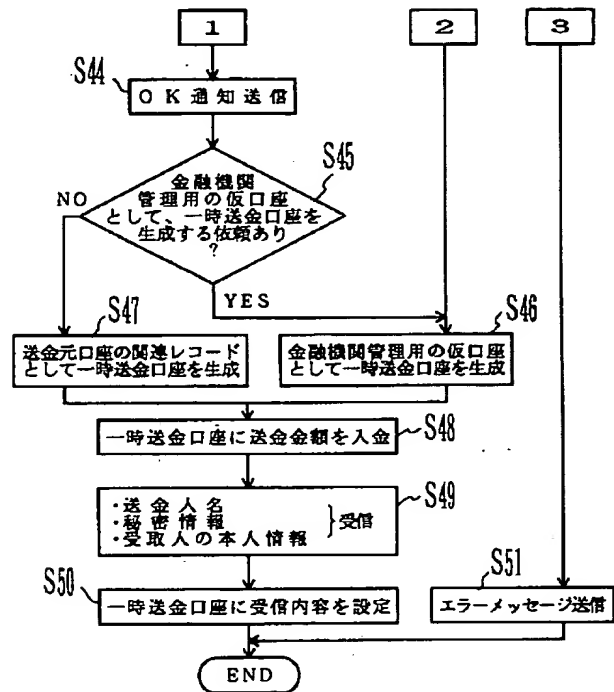 1
2
3
S44
OK通知送信
S45
金融機関
管理用の仮口座
として、一時送金口座を
生成する依頼あり
?
NO
YES
S47
送金元口座の関連レコード
として一時送金口座を生成
S46
金融機関管理用の仮口座
として一時送金口座を生成
一時送金口座に送金金額を入金
S48
・送金人名
・秘密情報
・受取人の本人情報
}受信
S49
S50
一時送金口座に受信内容を設定
S51
エラーメッセージ送信
END